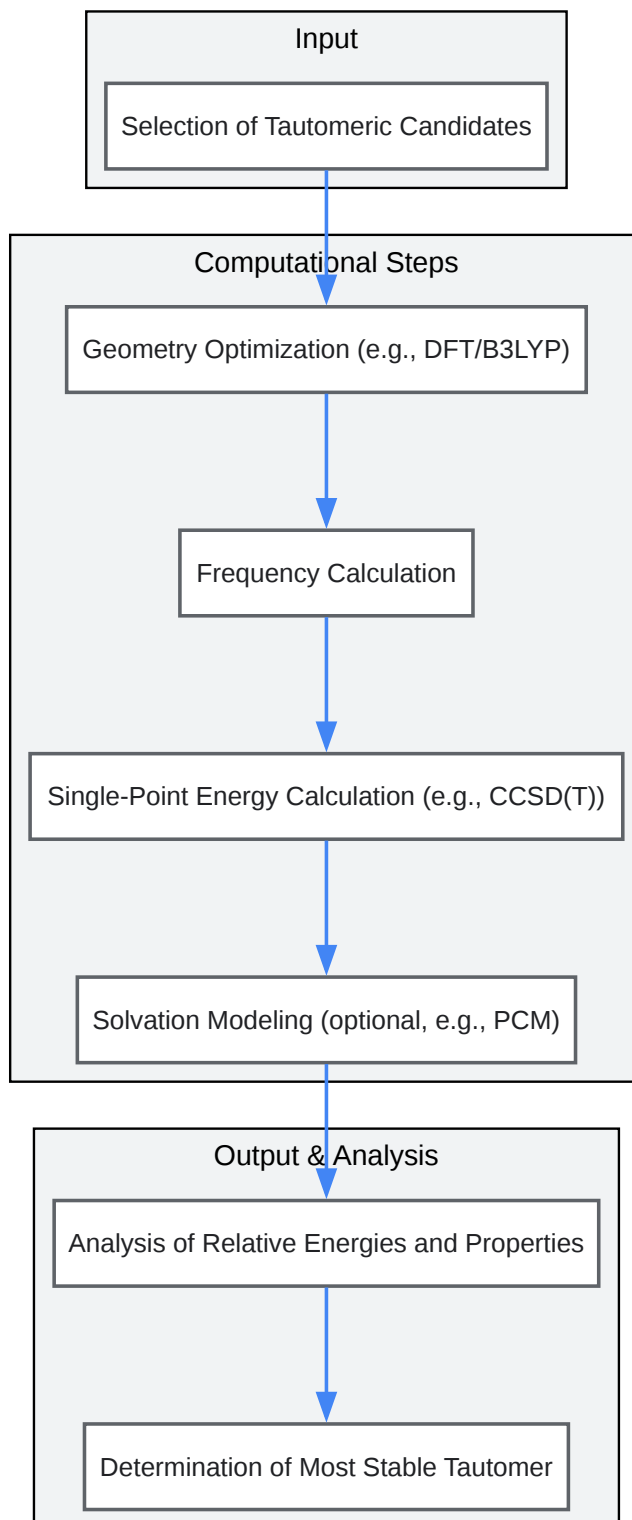 Input
Selection of Tautomeric Candidates
Computational Steps
Geometry Optimization (e.g., DFT/B3LYP)
Frequency Calculation
Single-Point Energy Calculation (e.g., CCSD(T))
Solvation Modeling (optional, e.g., PCM)
Output & Analysis
Analysis of Relative Energies and Properties
Determination of Most Stable Tautomer